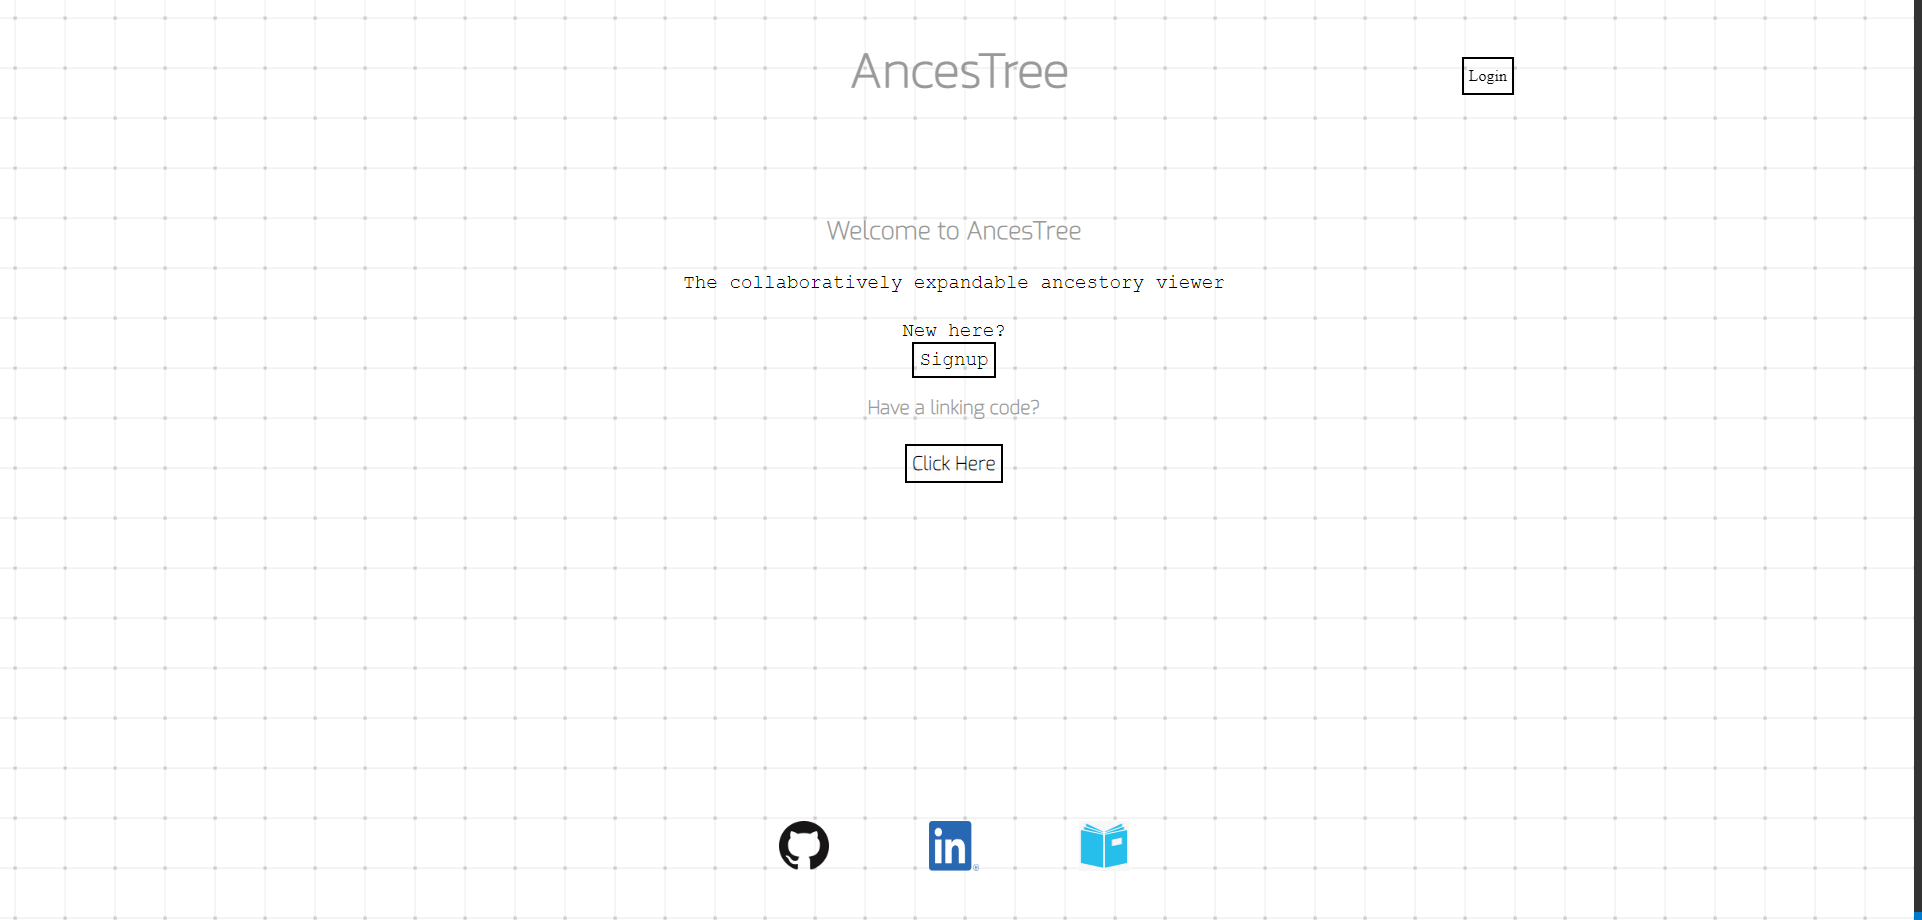 AncesTree
Login
Welcome to AncesTree
The collaboratively expandable ancestory viewer
New here?
Signup
Have a linking code?
Click Here
in